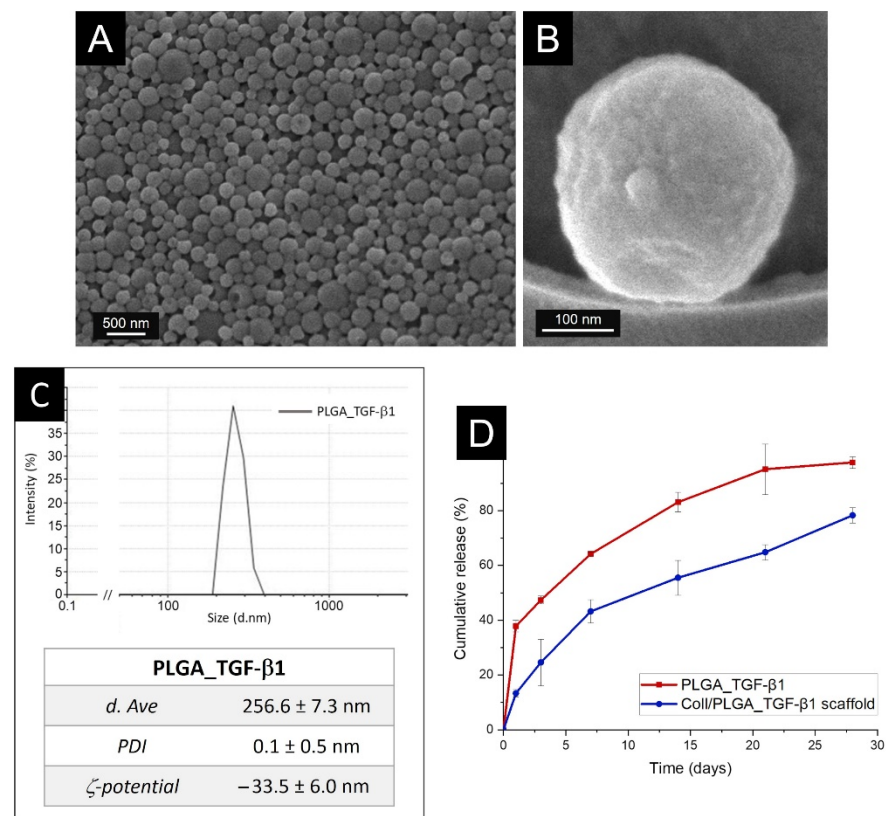 A
500 nm
B
100 nm
C
PLGA_TGF-β1
35
30
25
20
15
10
5
0
Intensity (%)
0.1
//
100
1000
Size (d.nm)
PLGA_TGF-β1
d. Ave 256.6 ± 7.3 nm
PDI 0.1 ± 0.5 nm
ζ-potential −33.5 ± 6.0 nm
D
80
60
40
20
0
Cumulative release (%)
PLGA_TGF-β1
Coll/PLGA_TGF-β1 scaffold
0 5 10 15 20 25 30
Time (days)